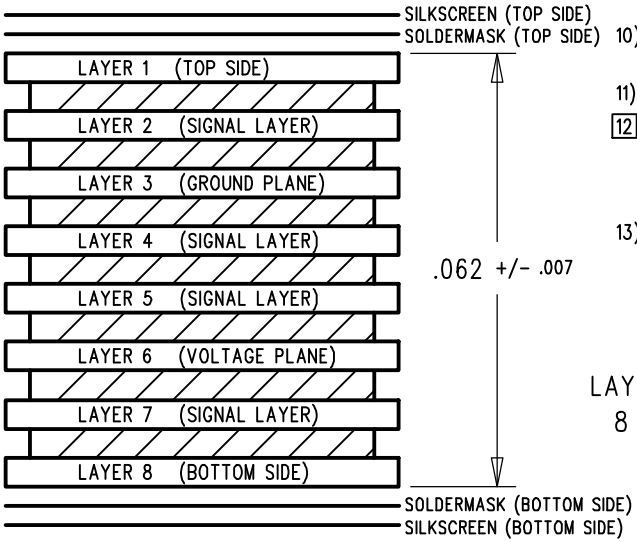 SILKSCREEN (TOP SIDE)
SOLDERMASK (TOP SIDE) 10)
LAYER 1 (TOP SIDE)
11)
LAYER 2 (SIGNAL LAYER)
12
LAYER 3 (GROUND PLANE)
13)
LAYER 4 (SIGNAL LAYER)
.062 +/- .007
LAYER 5 (SIGNAL LAYER)
LAYER 6 (VOLTAGE PLANE)
LAY
LAYER 7 (SIGNAL LAYER)
8
LAYER 8 (BOTTOM SIDE)
SOLDERMASK (BOTTOM SIDE)
SILKSCREEN (BOTTOM SIDE)